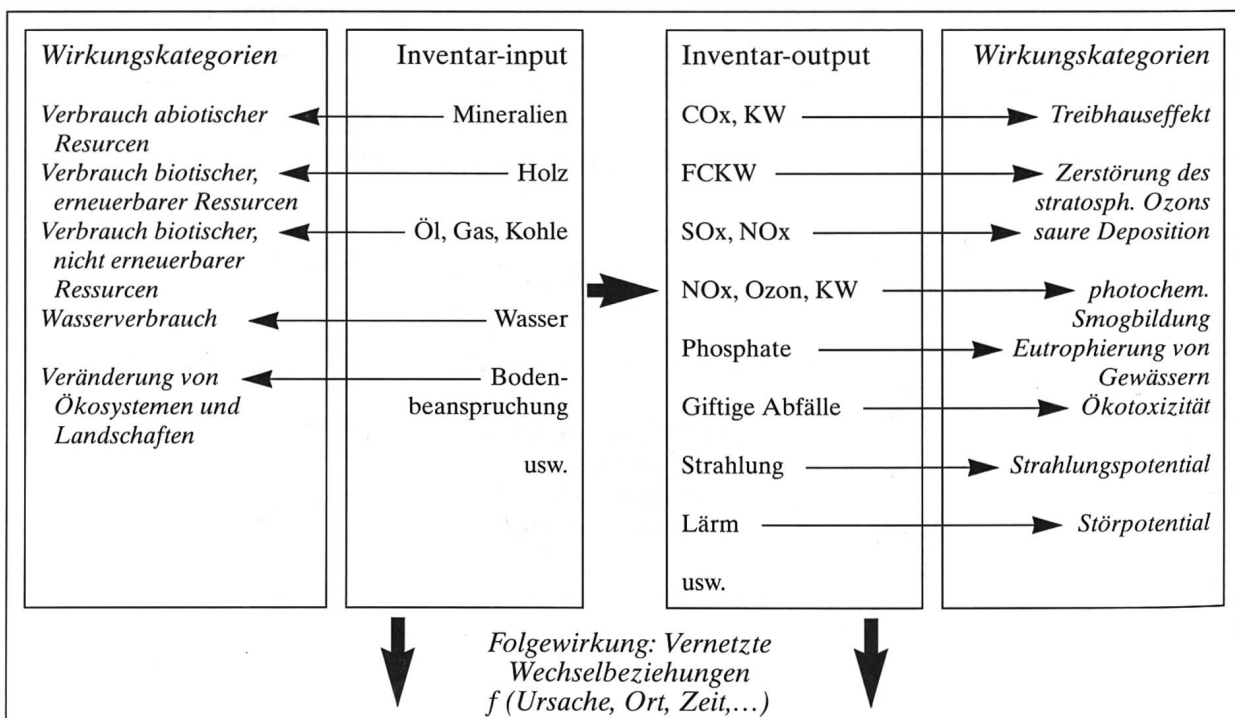 Wirkungskategorien
Verbrauch abiotischer
Resurcen
Verbrauch biotischer,
erneuerbarer Ressurcen
Verbrauch biotischer,
nicht erneuerbarer
Ressurcen
Wasserverbrauch
Veränderung von
Ökosystemen und
Landschaften
Inventar-input
Mineralien
Holz
Öl, Gas, Kohle
Wasser
Boden-
beanspruchung
usw.
Inventar-output
COx, KW
FCKW
SOx, NOx
NOx, Ozon, KW
Phosphate
Giftige Abfälle
Strahlung
Lärm
usw.
Wirkungskategorien
Treibhauseffekt
Zerstörung des
stratosph. Ozons
saure Deposition
photochem.
Smogbildung
Eutrophierung von
Gewässern
Ökotoxizität
Strahlungspotential
Störpotential
Folgewirkung: Vernetzte
Wechselbeziehungen
f (Ursache, Ort, Zeit,…)